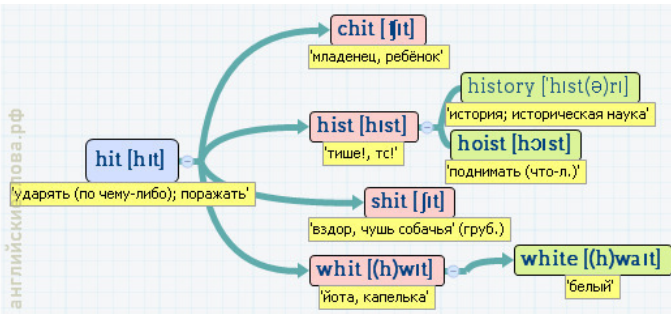 chit [ʧɪt]
'младенец, ребёнок'
history ['hɪst(ə)rɪ]
'история; историческая наука'
hist [hɪst]
'тише!, тс!'
hoist [hɔɪst]
'поднимать (что-л.)'
hit [hɪt]
'ударять (по чему-либо); поражать'
shit [ʃɪt]
'вздор, чушь собачья' (груб.)
whit [(h)wɪt]
'йота, капелька'
white [(h)waɪt]
'белый'
английские слова.рф